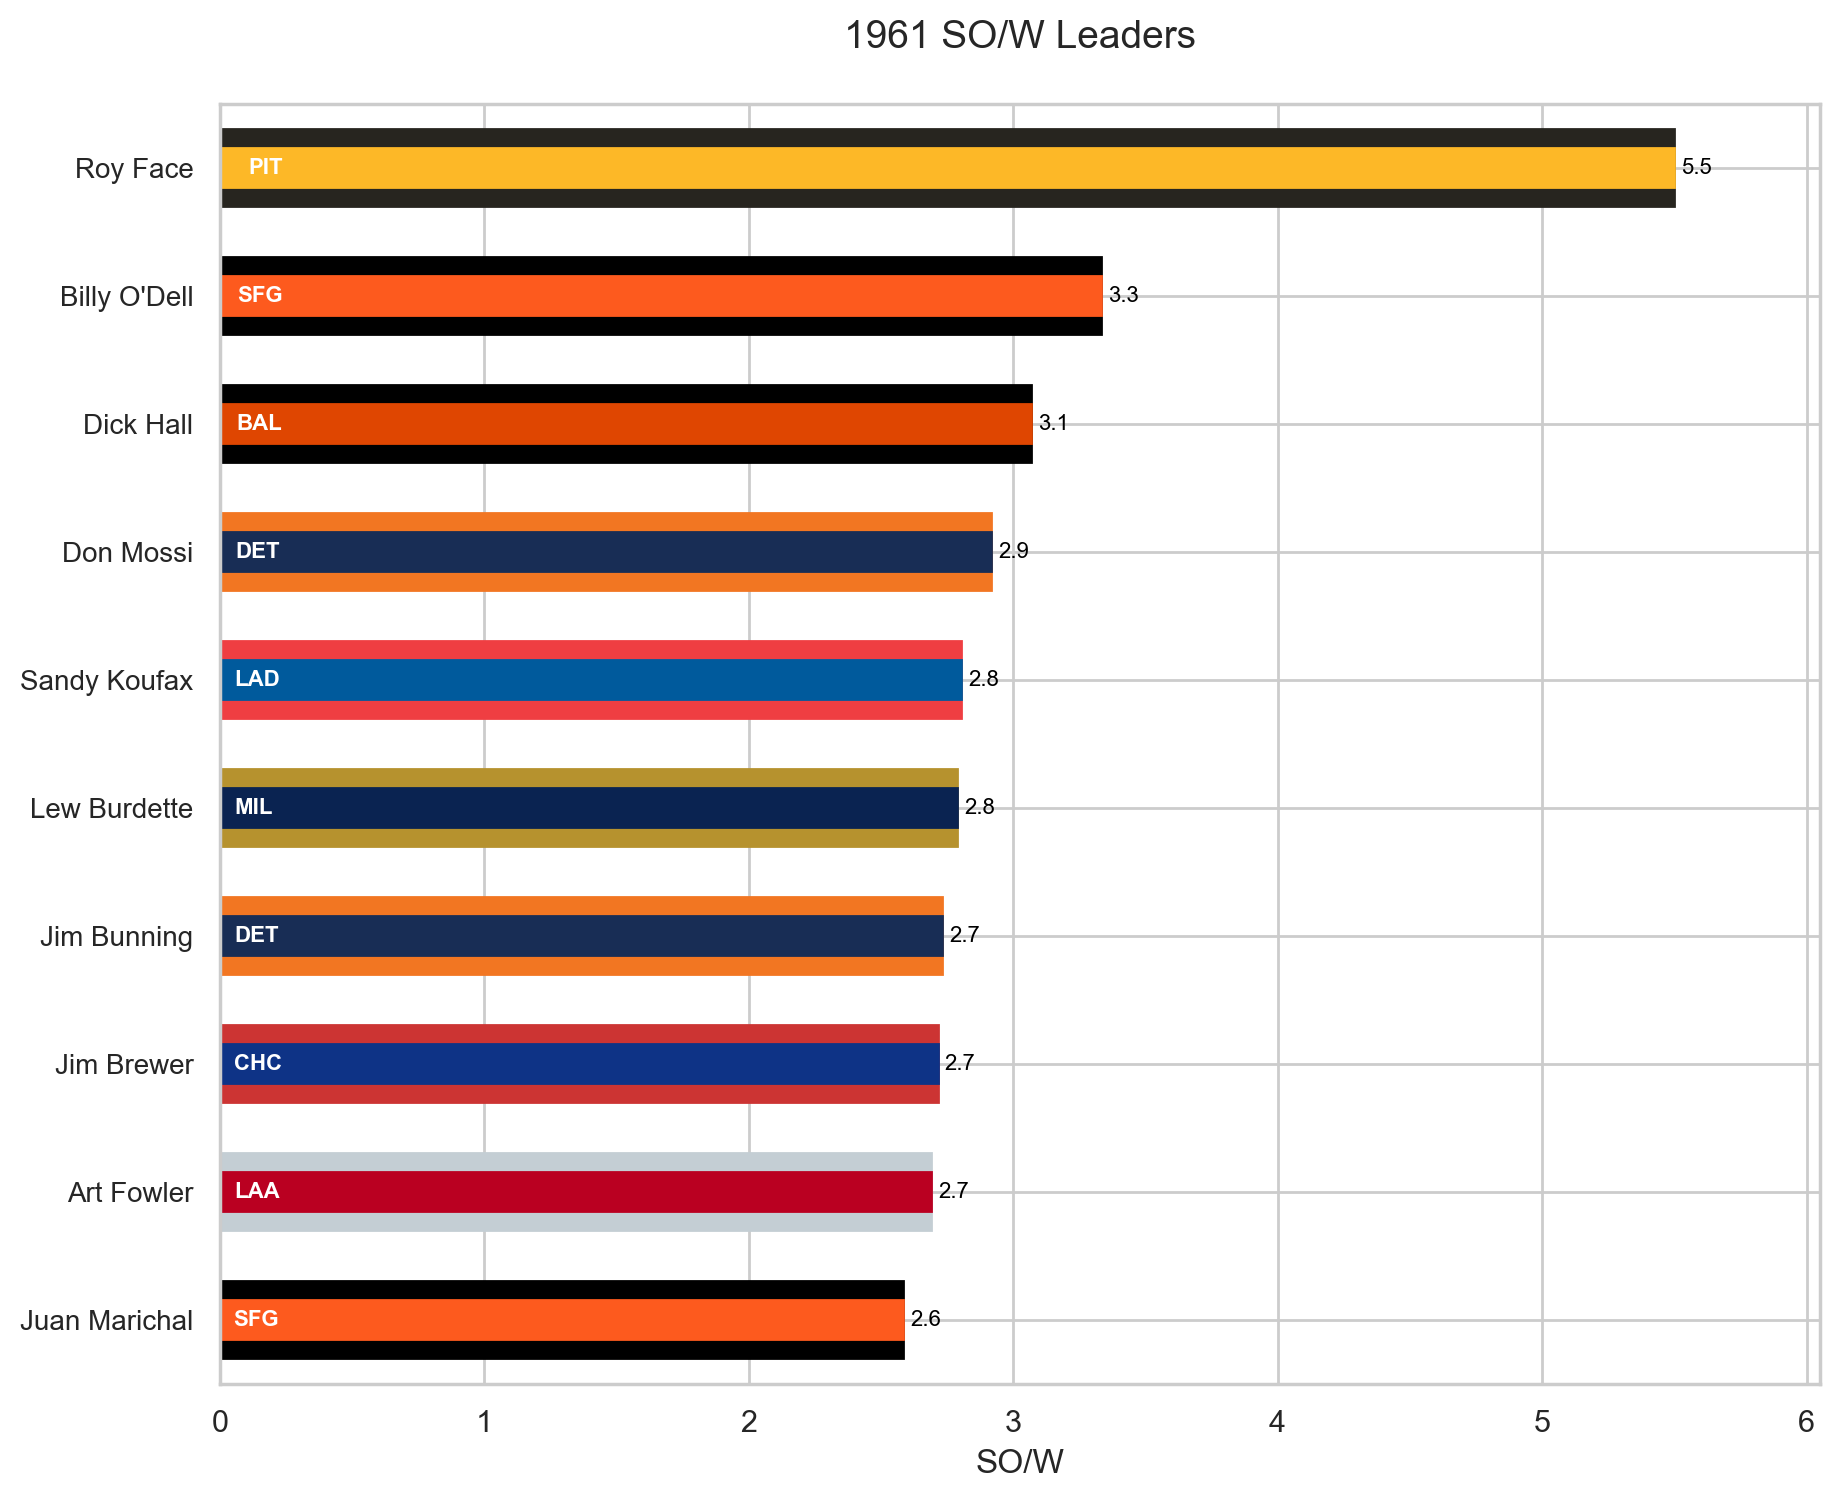 1961 SO/W Leaders
Roy Face PIT 5.5
Billy O'Dell SFG 3.3
Dick Hall BAL 3.1
Don Mossi DET 2.9
Sandy Koufax LAD 2.8
Lew Burdette MIL 2.8
Jim Bunning DET 2.7
Jim Brewer CHC 2.7
Art Fowler LAA 2.7
Juan Marichal SFG 2.6
0 1 2 3 4 5 6
SO/W